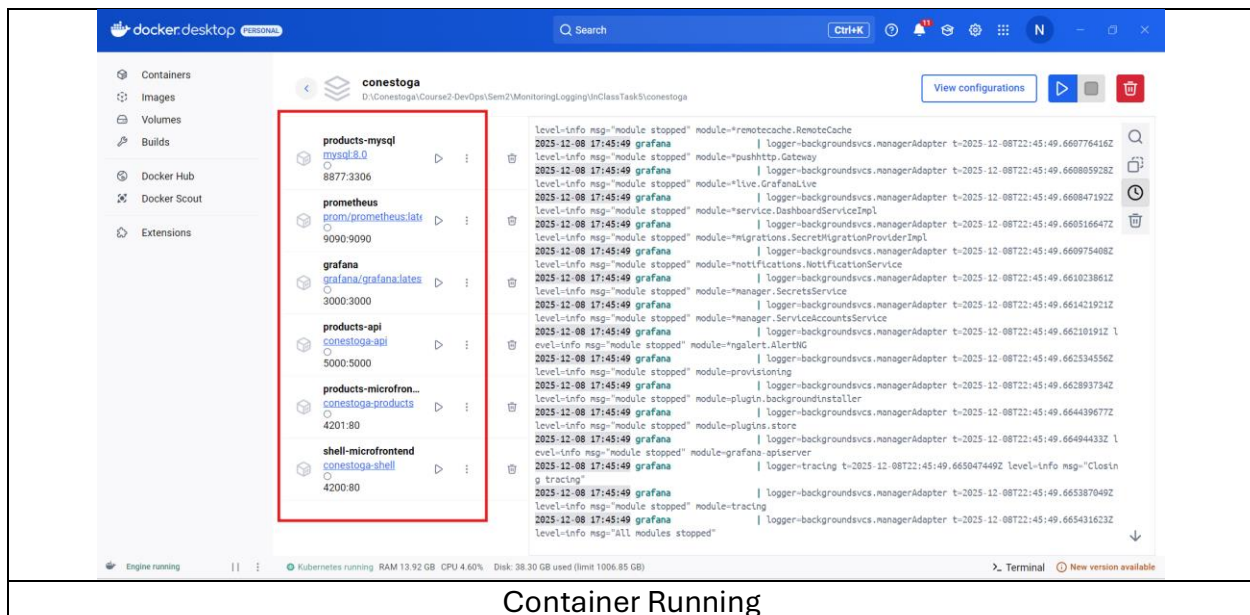 docker.desktop PERSONAL
Search
Ctrl+K
11
N
Containers
Images
Volumes
Builds
Docker Hub
Docker Scout
Extensions
conestoga
D:\Conestoga\Course2-DevOps\Sem2\MonitoringLogging\InClassTask5\conestoga
View configurations
products-mysql
mysql:8.0
8877:3306
prometheus
prom/prometheus:late
9090:9090
grafana
grafana/grafana:lates
3000:3000
products-api
conestoga-api
5000:5000
products-microfron...
conestoga-products
4201:80
shell-microfrontend
conestoga-shell
4200:80
level=info msg="module stopped" module=*remotecache.RemoteCache
2025-12-08 17:45:49 grafana | logger=backgroundsvcs.managerAdapter t=2025-12-08T22:45:49.660776416Z
level=info msg="module stopped" module=*pushhttp.Gateway
2025-12-08 17:45:49 grafana | logger=backgroundsvcs.managerAdapter t=2025-12-08T22:45:49.660805928Z
level=info msg="module stopped" module=*live.GrafanaLive
2025-12-08 17:45:49 grafana | logger=backgroundsvcs.managerAdapter t=2025-12-08T22:45:49.660847192Z
level=info msg="module stopped" module=*service.DashboardServiceImpl
2025-12-08 17:45:49 grafana | logger=backgroundsvcs.managerAdapter t=2025-12-08T22:45:49.660516647Z
level=info msg="module stopped" module=*migrations.SecretMigrationProviderImpl
2025-12-08 17:45:49 grafana | logger=backgroundsvcs.managerAdapter t=2025-12-08T22:45:49.660975408Z
level=info msg="module stopped" module=*notifications.NotificationService
2025-12-08 17:45:49 grafana | logger=backgroundsvcs.managerAdapter t=2025-12-08T22:45:49.661023861Z
level=info msg="module stopped" module=*manager.SecretsService
2025-12-08 17:45:49 grafana | logger=backgroundsvcs.managerAdapter t=2025-12-08T22:45:49.661421921Z
level=info msg="module stopped" module=*manager.ServiceAccountsService
2025-12-08 17:45:49 grafana | logger=backgroundsvcs.managerAdapter t=2025-12-08T22:45:49.66210191Z l
evel=info msg="module stopped" module=*ngalert.AlertNG
2025-12-08 17:45:49 grafana | logger=backgroundsvcs.managerAdapter t=2025-12-08T22:45:49.662534556Z
level=info msg="module stopped" module=provisioning
2025-12-08 17:45:49 grafana | logger=backgroundsvcs.managerAdapter t=2025-12-08T22:45:49.662893734Z
level=info msg="module stopped" module=plugin.backgroundinstaller
2025-12-08 17:45:49 grafana | logger=backgroundsvcs.managerAdapter t=2025-12-08T22:45:49.664439677Z
level=info msg="module stopped" module=plugins.store
2025-12-08 17:45:49 grafana | logger=backgroundsvcs.managerAdapter t=2025-12-08T22:45:49.66494433Z l
evel=info msg="module stopped" module=grafana-apiserver
2025-12-08 17:45:49 grafana | logger=tracing t=2025-12-08T22:45:49.665047449Z level=info msg="Closin
g tracing"
2025-12-08 17:45:49 grafana | logger=backgroundsvcs.managerAdapter t=2025-12-08T22:45:49.665387049Z
level=info msg="module stopped" module=tracing
2025-12-08 17:45:49 grafana | logger=backgroundsvcs.managerAdapter t=2025-12-08T22:45:49.665431623Z
level=info msg="All modules stopped"
Engine running
Kubernetes running RAM 13.92 GB CPU 4.60% Disk: 38.30 GB used (limit 1006.85 GB)
Terminal
New version available
Container Running